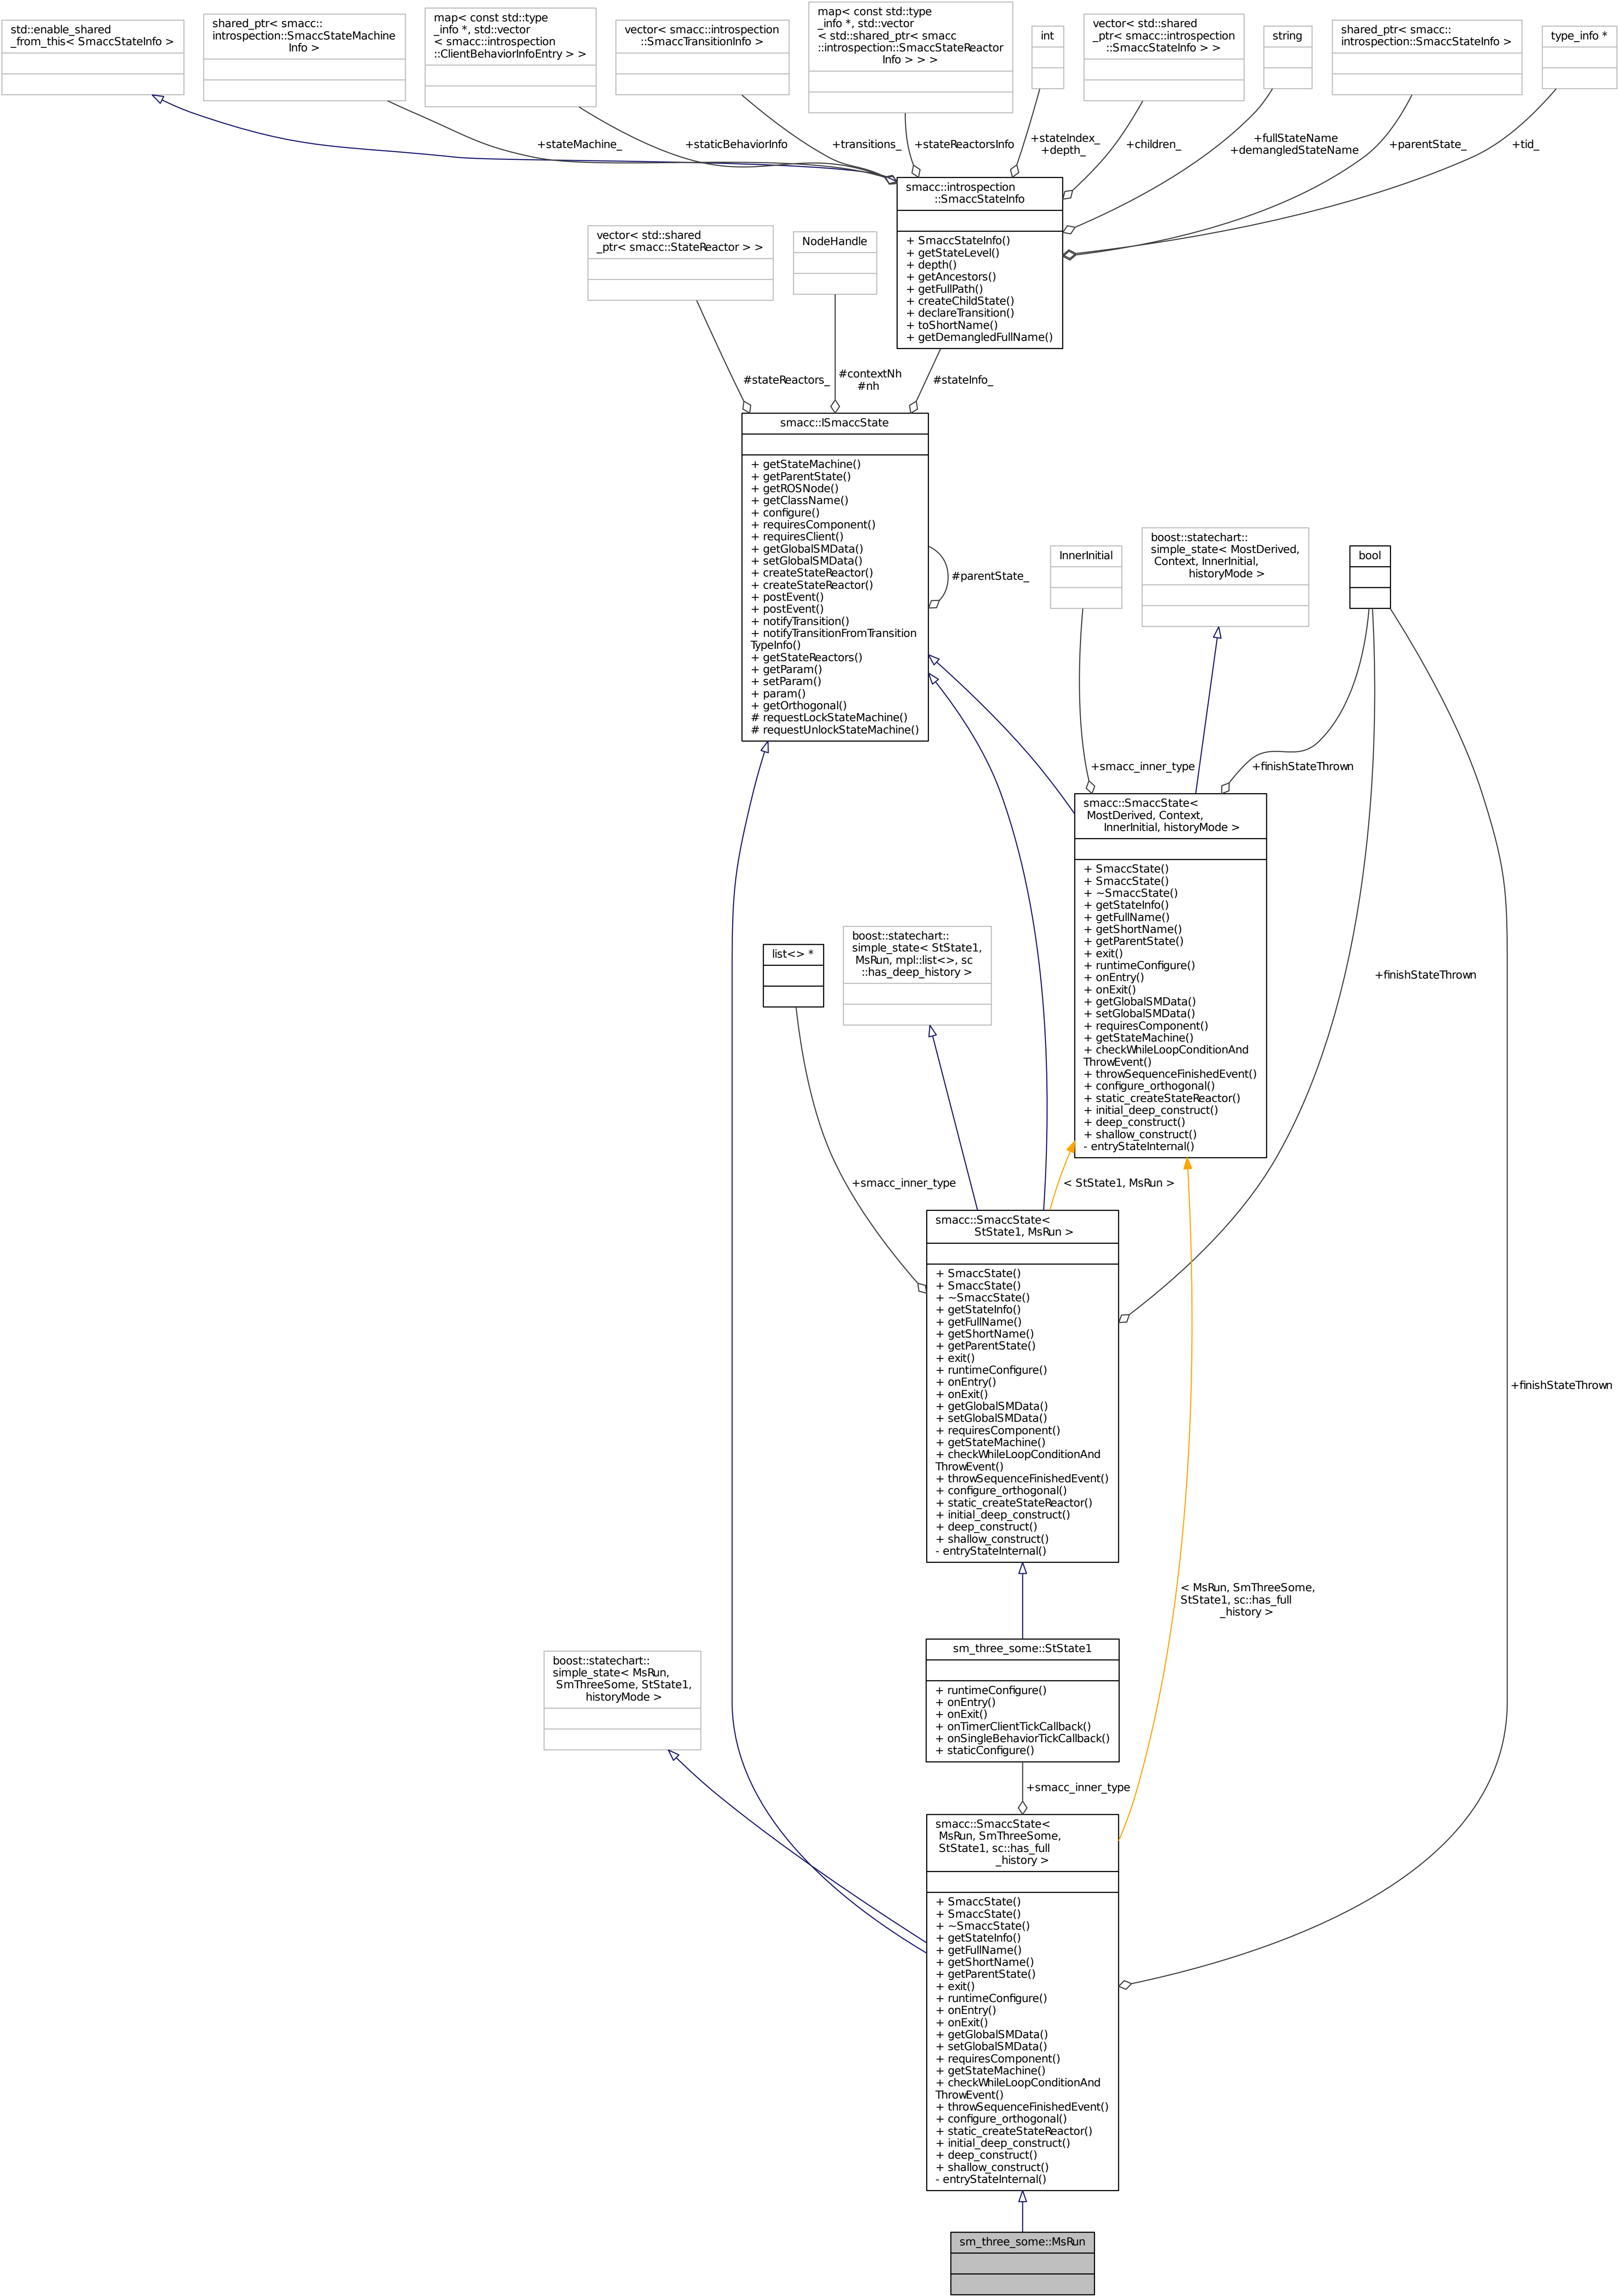 std::enable_shared
_from_this< SmaccStateInfo >
shared_ptr< smacc::
introspection::SmaccStateMachine
Info >
map< const std::type
_info *, std::vector
< smacc::introspection
::ClientBehaviorInfoEntry > >
vector< smacc::introspection
::SmaccTransitionInfo >
map< const std::type
_info *, std::vector
< std::shared_ptr< smacc
::introspection::SmaccStateReactor
Info > > >
int
vector< std::shared
_ptr< smacc::introspection
::SmaccStateInfo > >
string
shared_ptr< smacc::
introspection::SmaccStateInfo >
type_info *
+stateMachine_
+staticBehaviorInfo
+transitions_
+stateReactorsInfo
+stateIndex_
+depth_
+children_
+fullStateName
+demangledStateName
+parentState_
+tid_
smacc::introspection
::SmaccStateInfo
+ SmaccStateInfo()
+ getStateLevel()
+ depth()
+ getAncestors()
+ getFullPath()
+ createChildState()
+ declareTransition()
+ toShortName()
+ getDemangledFullName()
vector< std::shared
_ptr< smacc::StateReactor > >
NodeHandle
#stateReactors_
#contextNh
#nh
#stateInfo_
smacc::ISmaccState
+ getStateMachine()
+ getParentState()
+ getROSNode()
+ getClassName()
+ configure()
+ requiresComponent()
+ requiresClient()
+ getGlobalSMData()
+ setGlobalSMData()
+ createStateReactor()
+ createStateReactor()
+ postEvent()
+ postEvent()
+ notifyTransition()
+ notifyTransitionFromTransition
TypeInfo()
+ getStateReactors()
+ getParam()
+ setParam()
+ param()
+ getOrthogonal()
# requestLockStateMachine()
# requestUnlockStateMachine()
#parentState_
InnerInitial
boost::statechart::
simple_state< MostDerived,
Context, InnerInitial,
historyMode >
bool
+smacc_inner_type
+finishStateThrown
smacc::SmaccState<
MostDerived, Context,
InnerInitial, historyMode >
+ SmaccState()
+ SmaccState()
+ ~SmaccState()
+ getStateInfo()
+ getFullName()
+ getShortName()
+ getParentState()
+ exit()
+ runtimeConfigure()
+ onEntry()
+ onExit()
+ getGlobalSMData()
+ setGlobalSMData()
+ requiresComponent()
+ getStateMachine()
+ checkWhileLoopConditionAnd
ThrowEvent()
+ throwSequenceFinishedEvent()
+ configure_orthogonal()
+ static_createStateReactor()
+ initial_deep_construct()
+ deep_construct()
+ shallow_construct()
- entryStateInternal()
list<> *
boost::statechart::
simple_state< StState1,
MsRun, mpl::list<>, sc
::has_deep_history >
+finishStateThrown
+smacc_inner_type
< StState1, MsRun >
smacc::SmaccState<
StState1, MsRun >
+ SmaccState()
+ SmaccState()
+ ~SmaccState()
+ getStateInfo()
+ getFullName()
+ getShortName()
+ getParentState()
+ exit()
+ runtimeConfigure()
+ onEntry()
+ onExit()
+ getGlobalSMData()
+ setGlobalSMData()
+ requiresComponent()
+ getStateMachine()
+ checkWhileLoopConditionAnd
ThrowEvent()
+ throwSequenceFinishedEvent()
+ configure_orthogonal()
+ static_createStateReactor()
+ initial_deep_construct()
+ deep_construct()
+ shallow_construct()
- entryStateInternal()
+finishStateThrown
< MsRun, SmThreeSome,
StState1, sc::has_full
_history >
sm_three_some::StState1
+ runtimeConfigure()
+ onEntry()
+ onExit()
+ onTimerClientTickCallback()
+ onSingleBehaviorTickCallback()
+ staticConfigure()
boost::statechart::
simple_state< MsRun,
SmThreeSome, StState1,
historyMode >
+smacc_inner_type
smacc::SmaccState<
MsRun, SmThreeSome,
StState1, sc::has_full
_history >
+ SmaccState()
+ SmaccState()
+ ~SmaccState()
+ getStateInfo()
+ getFullName()
+ getShortName()
+ getParentState()
+ exit()
+ runtimeConfigure()
+ onEntry()
+ onExit()
+ getGlobalSMData()
+ setGlobalSMData()
+ requiresComponent()
+ getStateMachine()
+ checkWhileLoopConditionAnd
ThrowEvent()
+ throwSequenceFinishedEvent()
+ configure_orthogonal()
+ static_createStateReactor()
+ initial_deep_construct()
+ deep_construct()
+ shallow_construct()
- entryStateInternal()
sm_three_some::MsRun